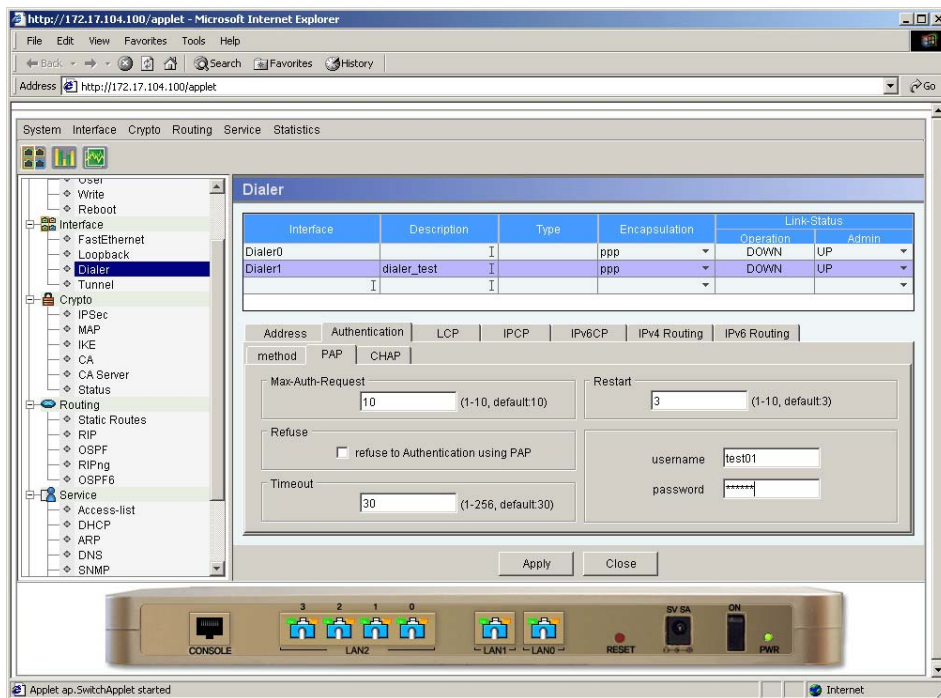 http://172.17.104.100/applet - Microsoft Internet Explorer
File Edit View Favorites Tools Help
Back Search Favorites History
Address http://172.17.104.100/applet Go
System Interface Crypto Routing Service Statistics
User
Write
Reboot
Interface
FastEthernet
Loopback
Dialer
Tunnel
Crypto
IPSec
MAP
IKE
CA
CA Server
Status
Routing
Static Routes
RIP
OSPF
RIPng
OSPF6
Service
Access-list
DHCP
ARP
DNS
SNMP
Dialer
Interface Description Type Encapsulation Link-Status
Operation Admin
Dialer0 ppp DOWN UP
Dialer1 dialer_test ppp DOWN UP
Address Authentication LCP IPCP IPv6CP IPv4 Routing IPv6 Routing
method PAP CHAP
Max-Auth-Request
10 (1-10, default:10)
Restart
3 (1-10, default:3)
Refuse
refuse to Authentication using PAP
Timeout
30 (1-256, default:30)
username test01
password ******
Apply Close
3 2 1 0
CONSOLE LAN2 LAN1 LAN0 RESET 5V 5A ON PWR
Applet ap.SwitchApplet started Internet